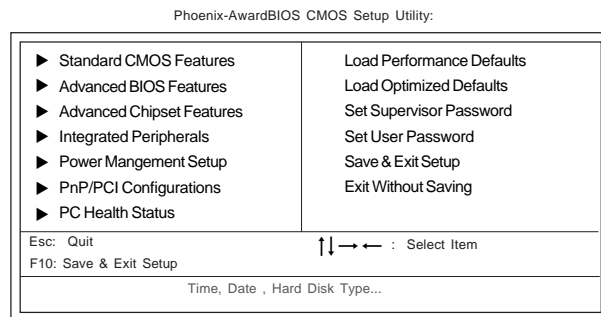 Phoenix-AwardBIOS CMOS Setup Utility:
▶ Standard CMOS Features
▶ Advanced BIOS Features
▶ Advanced Chipset Features
▶ Integrated Peripherals
▶ Power Mangement Setup
▶ PnP/PCI Configurations
▶ PC Health Status
Load Performance Defaults
Load Optimized Defaults
Set Supervisor Password
Set User Password
Save & Exit Setup
Exit Without Saving
Esc: Quit
F10: Save & Exit Setup
↑↓→← : Select Item
Time, Date , Hard Disk Type...